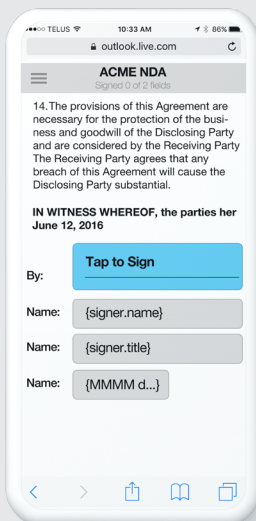 TELUS 10:33 AM 86%
outlook.live.com
ACME NDA
Signed 0 of 2 fields
14.The provisions of this Agreement are
necessary for the protection of the busi-
ness and goodwill of the Disclosing Party
and are considered by the Receiving Party
The Receiving Party agrees that any
breach of this Agreement will cause the
Disclosing Party substantial.
IN WITNESS WHEREOF, the parties her
June 12, 2016
By: Tap to Sign
Name: {signer.name}
Name: {signer.title}
Name: {MMMM d...}